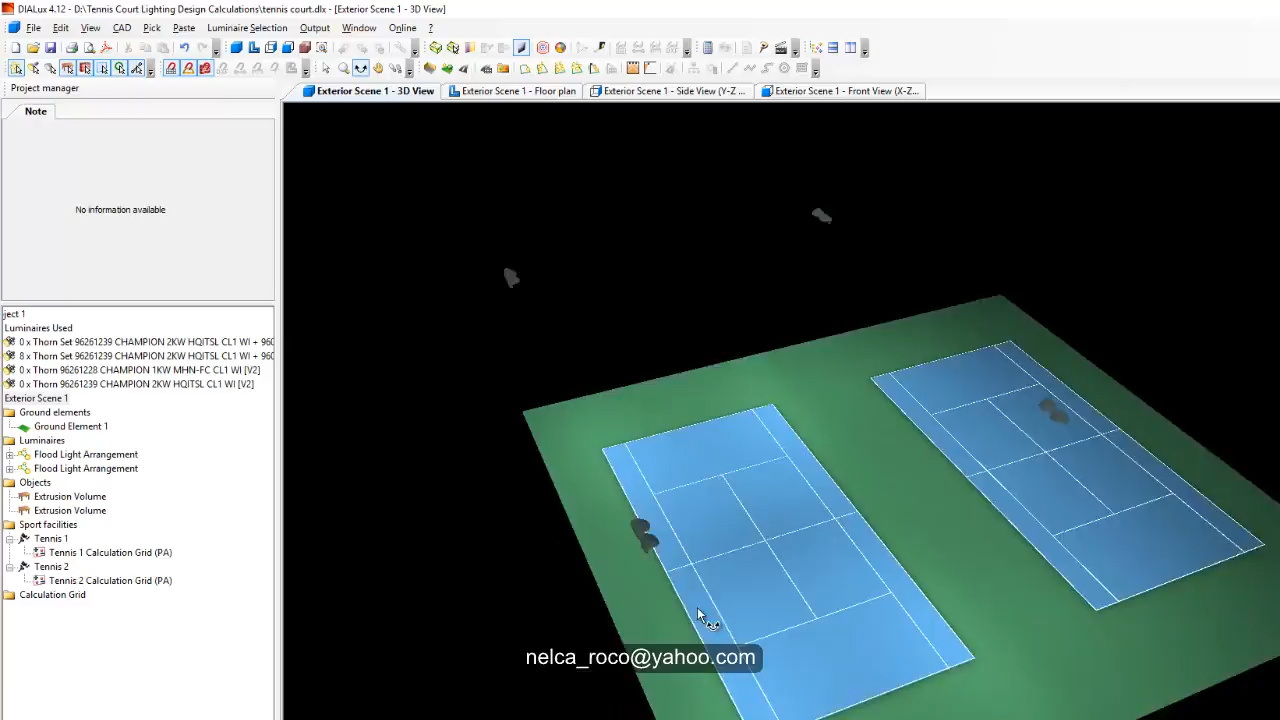 DIALux 4.12 - D:\Tennis Court Lighting Design Calculations\tennis court.dlx - [Exterior Scene 1 - 3D View]
File Edit View CAD Pick Paste Luminaire Selection Output Window Online ?
Project manager
Exterior Scene 1 - 3D View
Exterior Scene 1 - Floor plan
Exterior Scene 1 - Side View (Y-Z ...
Exterior Scene 1 - Front View (X-Z...
Note
No information available
ject 1
Luminaires Used
0 x Thorn Set 96261239 CHAMPION 2KW HQITSL CL1 WI + 960
8 x Thorn Set 96261239 CHAMPION 2KW HQITSL CL1 WI + 960
0 x Thorn 96261228 CHAMPION 1KW MHN-FC CL1 WI [V2]
0 x Thorn 96261239 CHAMPION 2KW HQITSL CL1 WI [V2]
Exterior Scene 1
Ground elements
Ground Element 1
Luminaires
Flood Light Arrangement
Flood Light Arrangement
Objects
Extrusion Volume
Extrusion Volume
Sport facilities
Tennis 1
Tennis 1 Calculation Grid (PA)
Tennis 2
Tennis 2 Calculation Grid (PA)
Calculation Grid
nelca_roco@yahoo.com